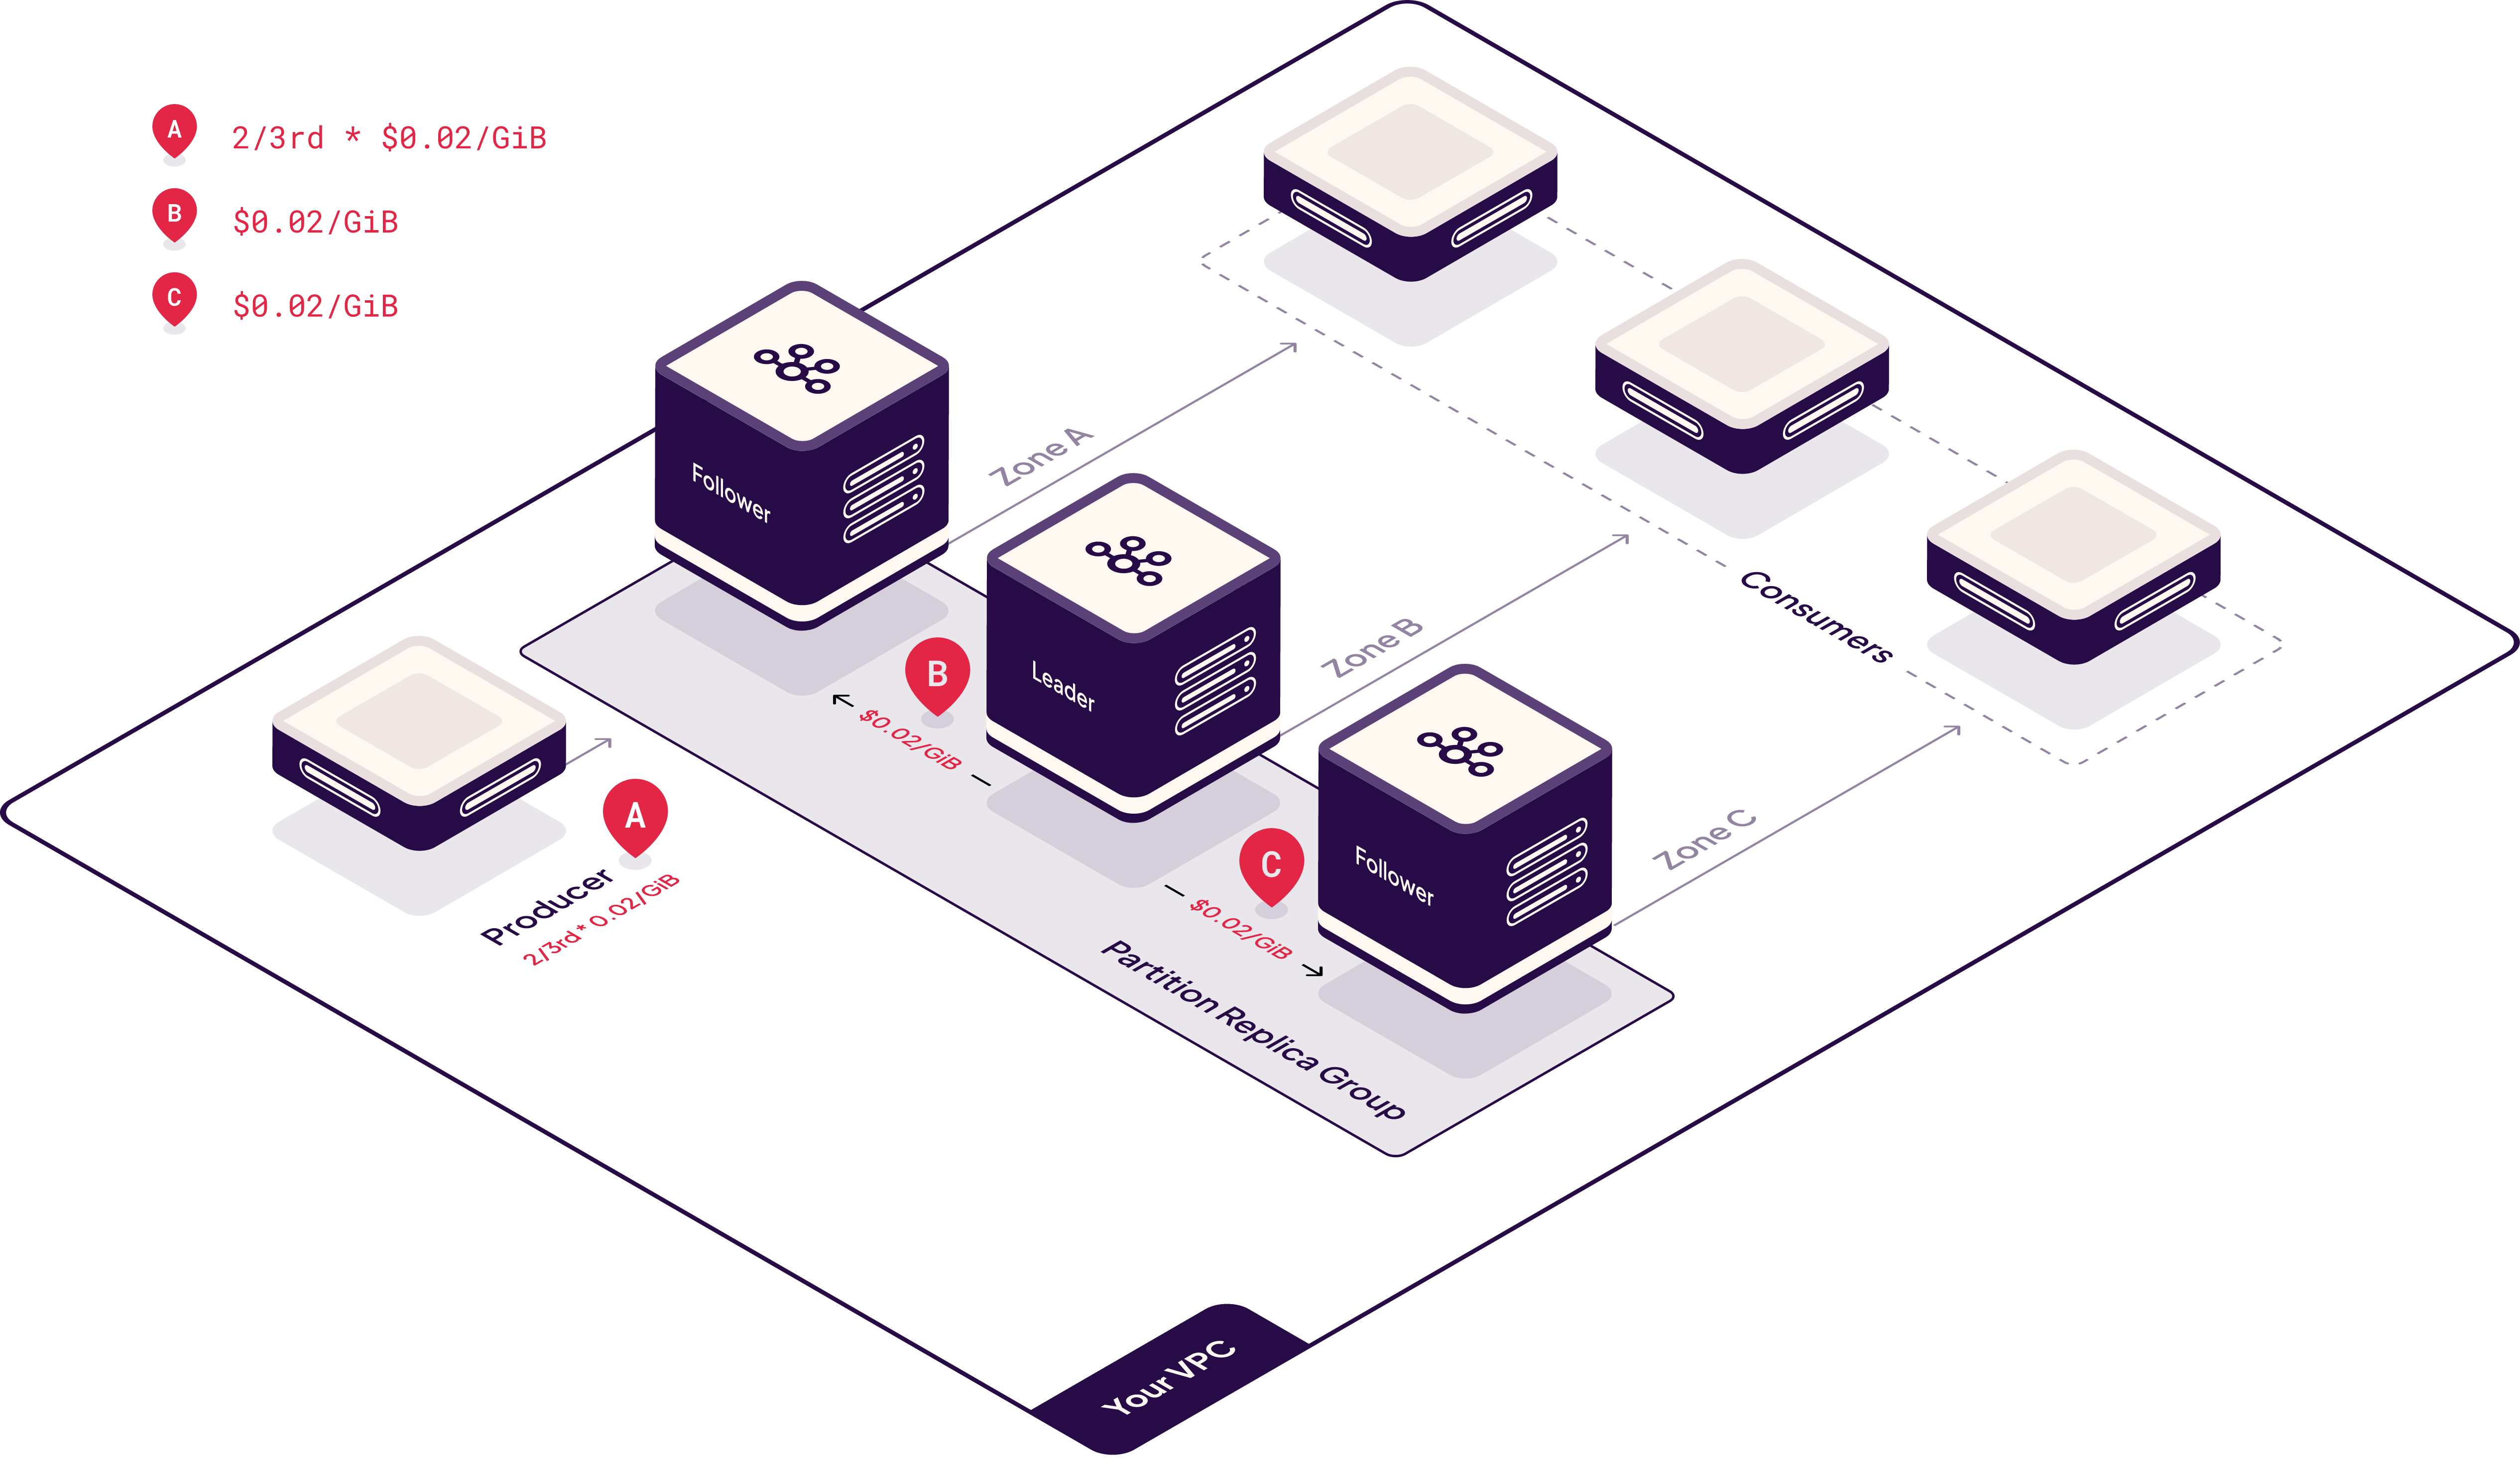 A 2/3rd * $0.02/GiB
B $0.02/GiB
C $0.02/GiB
Follower
Zone A
Leader
Zone B
Follower
Zone C
Consumers
B
$0.02/GiB
C
$0.02/GiB
A
Producer
2/3rd* 0.02/GiB
Partition Replica Group
Your VPC